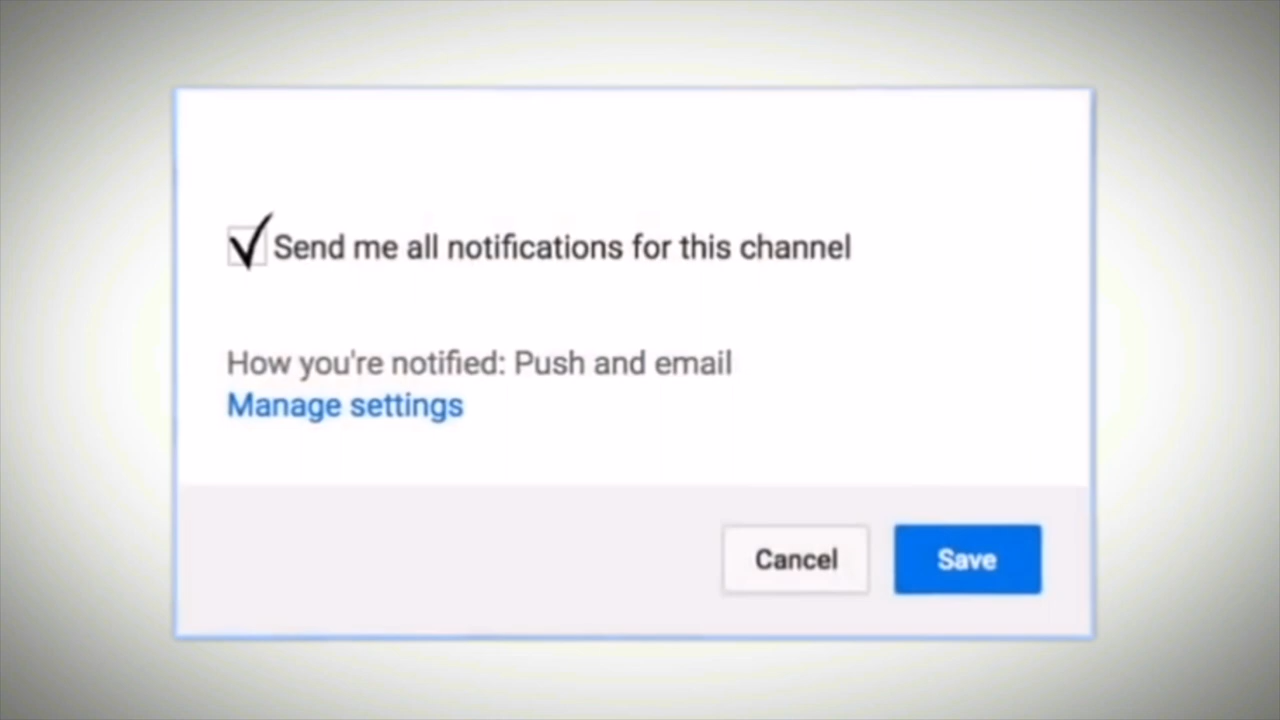 Send me all notifications for this channel
How you're notified: Push and email
Manage settings
Cancel
Save